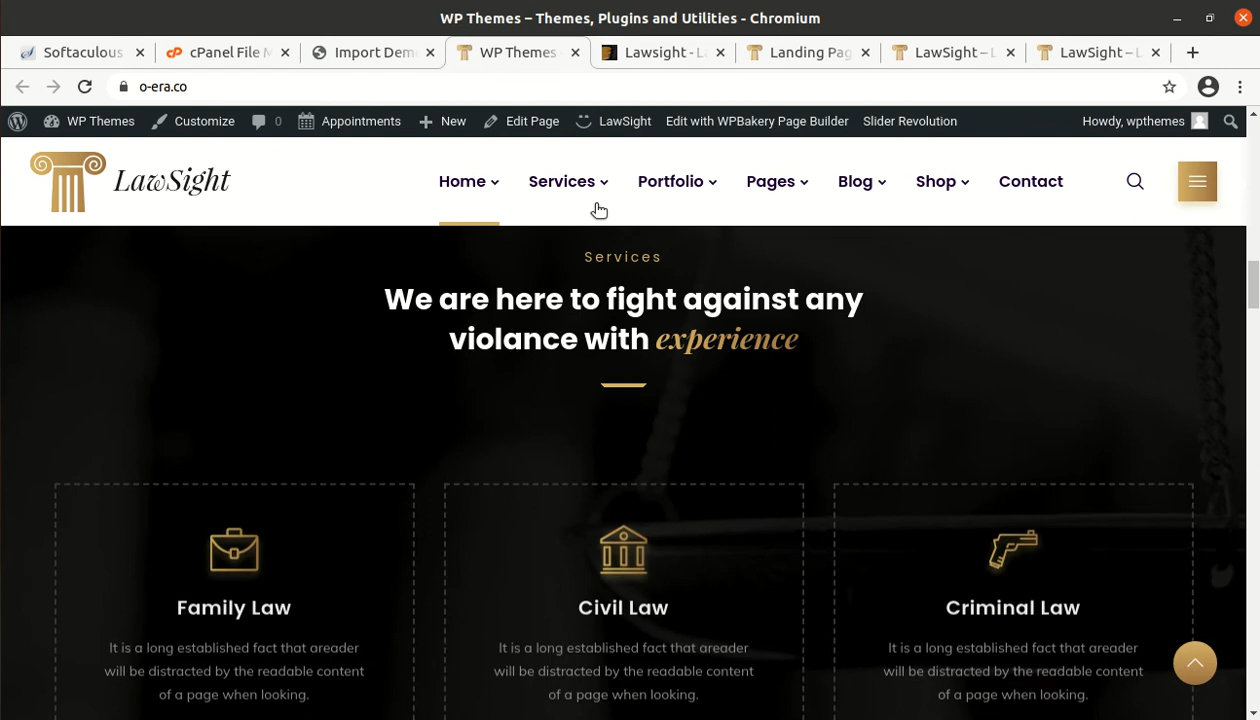 WP Themes – Themes, Plugins and Utilities - Chromium
Softaculous
cPanel File M
Import Demo
WP Themes
Lawsight - La
Landing Pag
LawSight – L
LawSight – L
o-era.co
WP Themes
Customize
0
Appointments
New
Edit Page
LawSight
Edit with WPBakery Page Builder
Slider Revolution
Howdy, wpthemes
LawSight
Home
Services
Portfolio
Pages
Blog
Shop
Contact
Services
We are here to fight against any
violance with experience
Family Law
It is a long established fact that areader
will be distracted by the readable content
of a page when looking.
Civil Law
It is a long established fact that areader
will be distracted by the readable content
of a page when looking.
Criminal Law
It is a long established fact that areader
will be distracted by the readable content
of a page when looking.